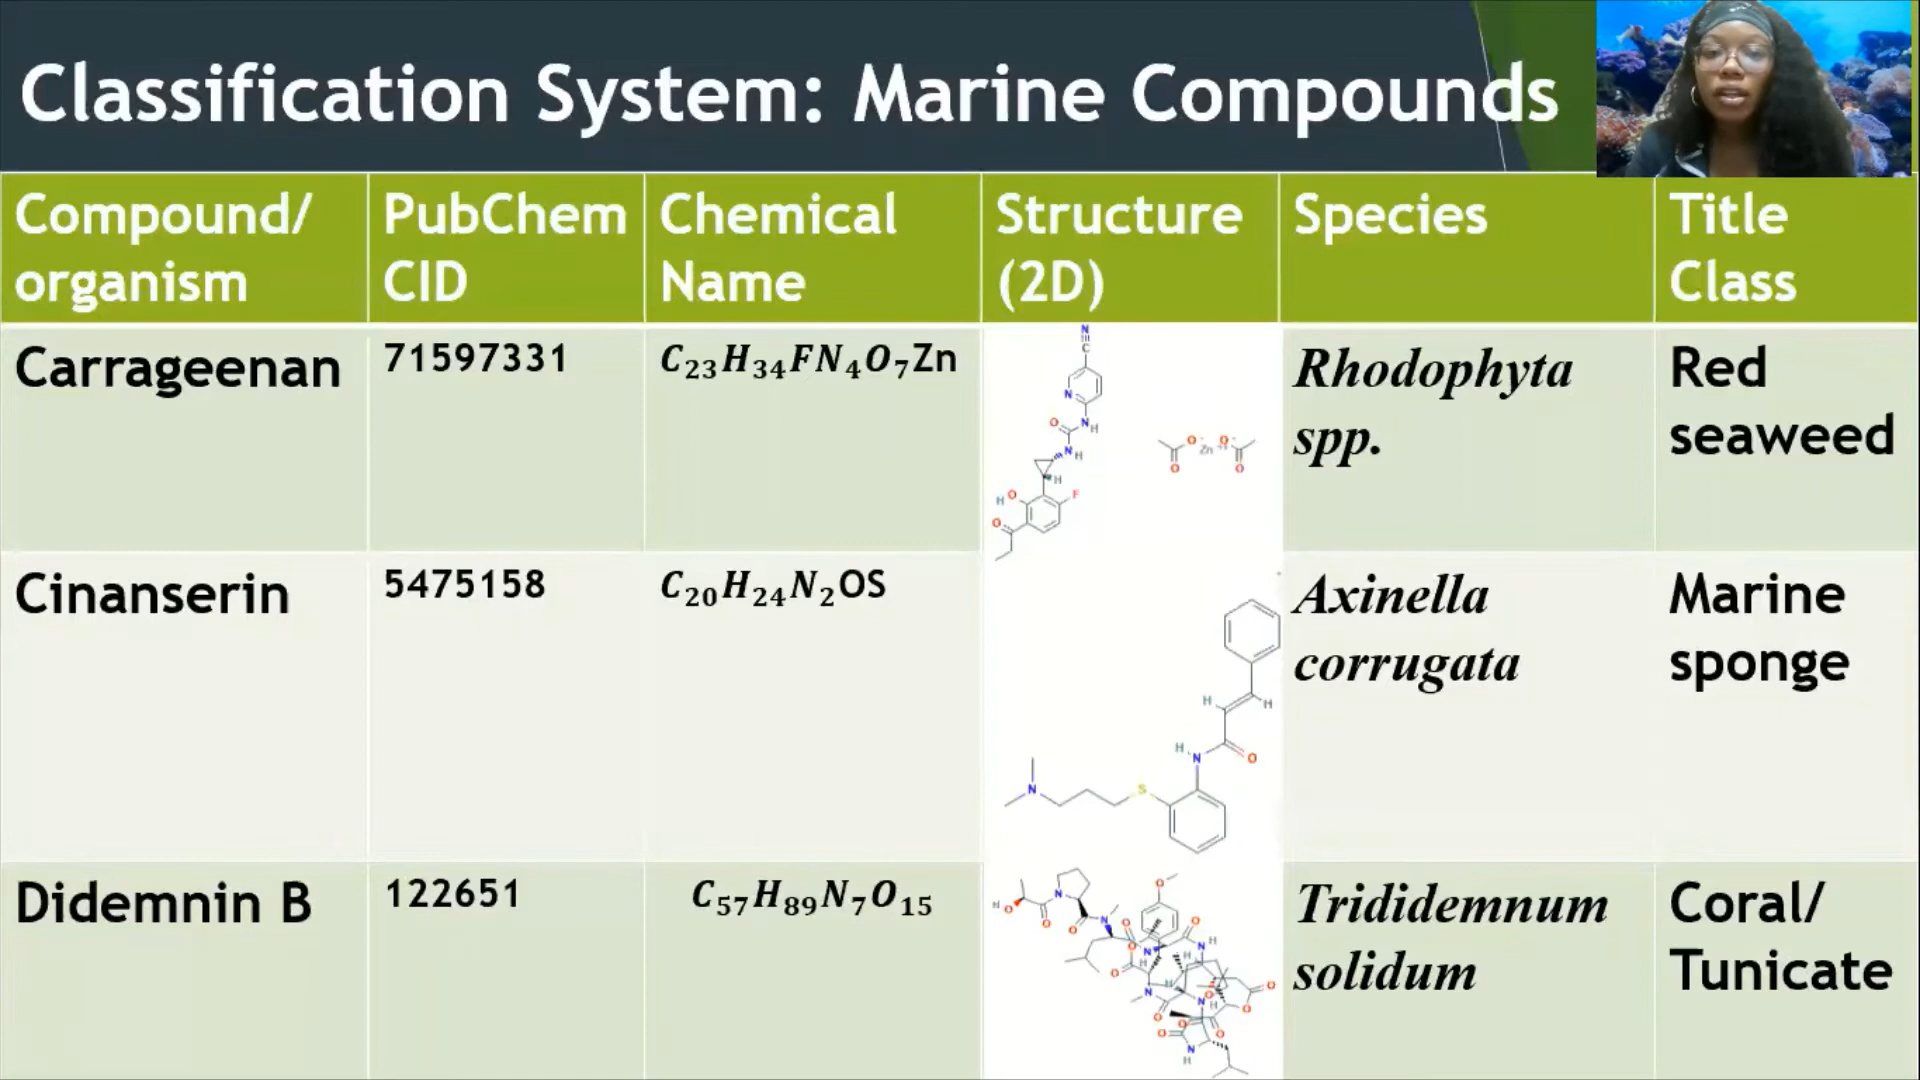 Classification System: Marine Compounds
Compound/
organism
PubChem
CID
Chemical
Name
Structure
(2D)
Species
Title
Class
Carrageenan
71597331
C₂₃H₃₄FN₄O₇Zn
Rhodophyta
spp.
Red
seaweed
Cinanserin
5475158
C₂₀H₂₄N₂OS
Axinella
corrugata
Marine
sponge
Didemnin B
122651
C₅₇H₈₉N₇O₁₅
Trididemnum
solidum
Coral/
Tunicate